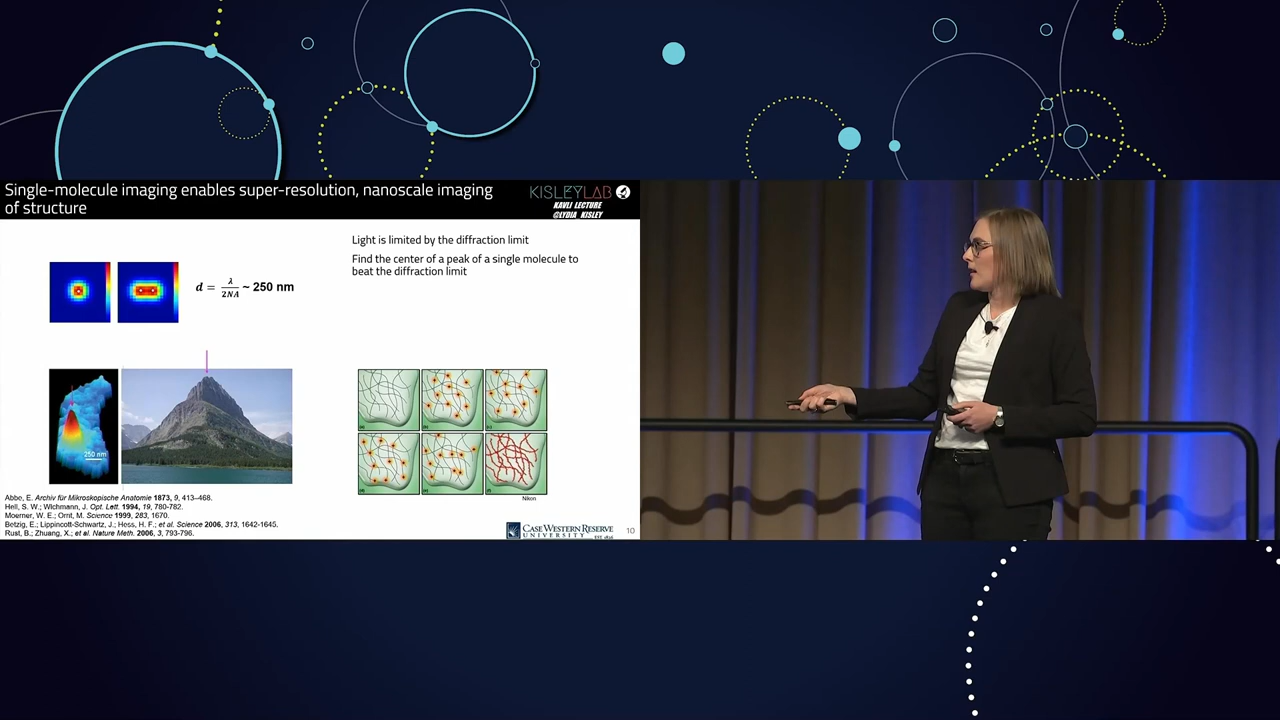 Single-molecule imaging enables super-resolution, nanoscale imaging
of structure
KISLEYLAB
KAVLI LECTURE
@LYDIA_KISLEY
Light is limited by the diffraction limit
Find the center of a peak of a single molecule to
beat the diffraction limit
d = λ/2NA ~ 250 nm
250 nm
(a)
(b)
(c)
(d)
(e)
(f)
Nikon
Abbe, E. Archiv für Mikroskopische Anatomie 1873, 9, 413–468.
Hell, S. W.; Wichmann, J. Opt. Lett. 1994, 19, 780-782.
Moerner, W. E.; Orrit, M. Science 1999, 283, 1670.
Betzig, E.; Lippincott-Schwartz, J.; Hess, H. F.; et al. Science 2006, 313, 1642-1645.
Rust, B.; Zhuang, X.; et al. Nature Meth. 2006, 3, 793-796.
CASE WESTERN RESERVE
UNIVERSITY
EST. 1826
10